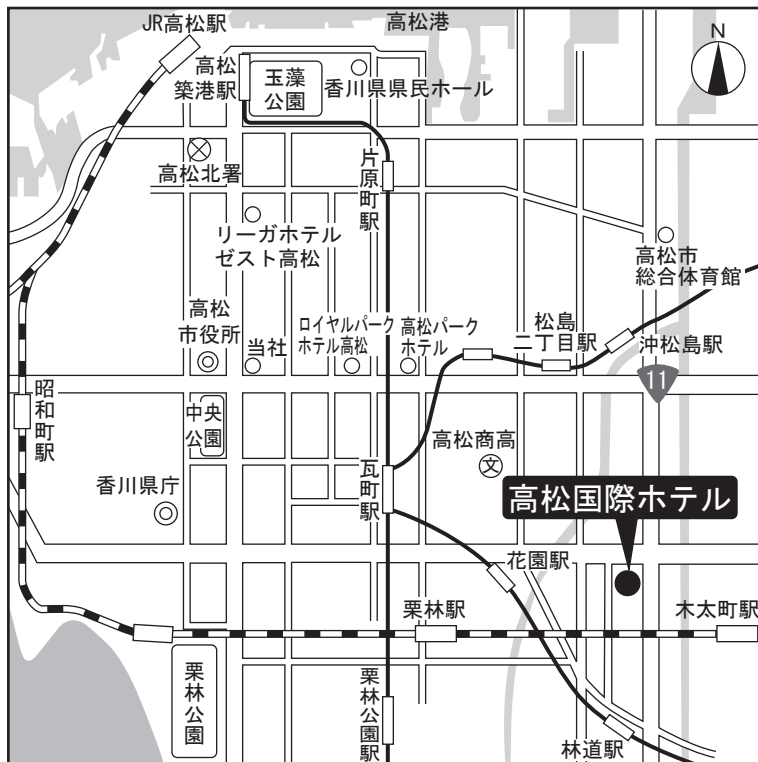 JR高松駅
高松港
N
高松
築港駅
玉藻
公園
香川県県民ホール
高松北署
片原町駅
リーガホテル
ゼスト高松
高松市
総合体育館
高松
市役所
当社
ロイヤルパーク
ホテル高松
高松パーク
ホテル
松島
二丁目駅
沖松島駅
11
昭和町駅
中央
公園
高松商高
文
瓦町駅
香川県庁
高松国際ホテル
花園駅
栗林駅
木太町駅
栗林公園
栗林公園駅
林道駅